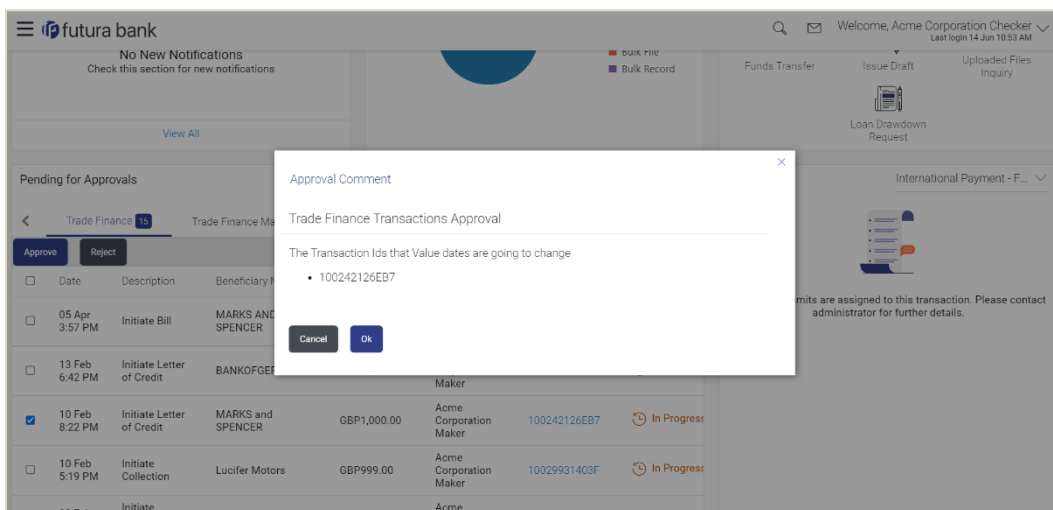 futura bank
Welcome, Acme Corporation Checker
Last login 14 Jun 10:53 AM
No New Notifications
Check this section for new notifications
View All
Bulk File
Bulk Record
Funds Transfer
Issue Draft
Uploaded Files
Inquiry
Loan Drawdown
Request
Pending for Approvals
International Payment - F...
Trade Finance 15
Trade Finance Ma
Approve
Reject
Approval Comment
Trade Finance Transactions Approval
The Transaction Ids that Value dates are going to change
• 100242126EB7
Cancel
Ok
mits are assigned to this transaction. Please contact
administrator for further details.
Date
Description
Beneficiary N
05 Apr
3:57 PM
Initiate Bill
MARKS AND
SPENCER
13 Feb
6:42 PM
Initiate Letter
of Credit
BANKOFGER
Maker
10 Feb
8:22 PM
Initiate Letter
of Credit
MARKS and
SPENCER
GBP1,000.00
Acme
Corporation
Maker
100242126EB7
In Progress
10 Feb
5:19 PM
Initiate
Collection
Lucifer Motors
GBP999.00
Acme
Corporation
Maker
10029931403F
In Progress
Initiate
Acme